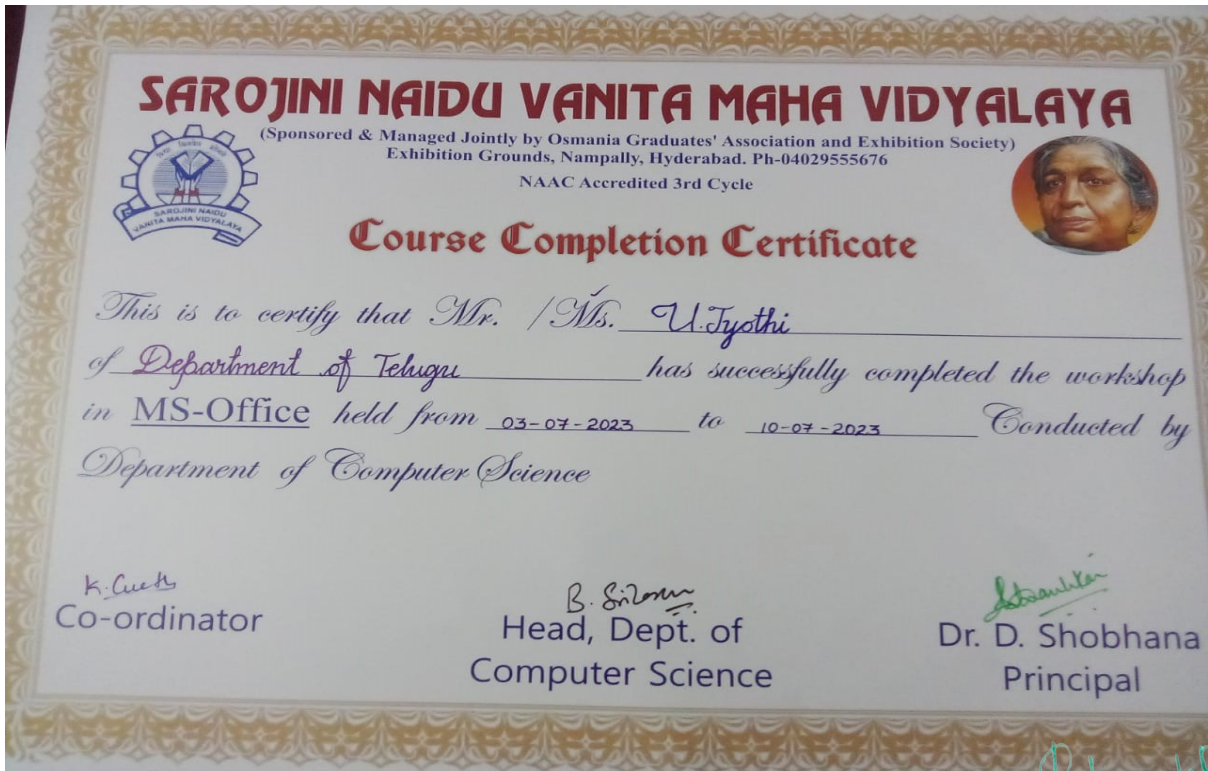 SAROJINI NAIDU VANITA MAHA VIDYALAYA
(Sponsored & Managed Jointly by Osmania Graduates' Association and Exhibition Society)
Exhibition Grounds, Nampally, Hyderabad. Ph-04029555676
NAAC Accredited 3rd Cycle
SAROJINI NAIDU
VANITA MAHA VIDYALAYA
Course Completion Certificate
This is to certify that Mr. /Ms. U.Jyothi
of Department of Telugu has successfully completed the workshop
in MS-Office held from 03-07-2023 to 10-07-2023 Conducted by
Department of Computer Science
Co-ordinator
Head, Dept. of
Computer Science
Dr. D. Shobhana
Principal